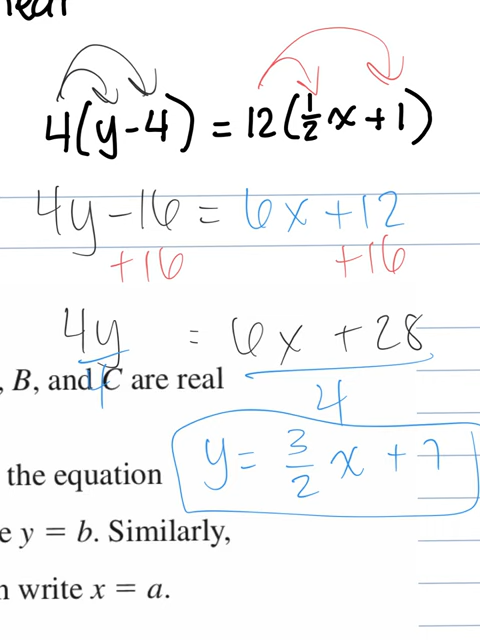 4(y-4) = 12(½x+1)
4y-16 = 6x+12
+16 +16
4y = 6x +28
4 4
, B, and C are real
y = 3/2 x + 7
the equation
e y = b. Similarly,
n write x = a.